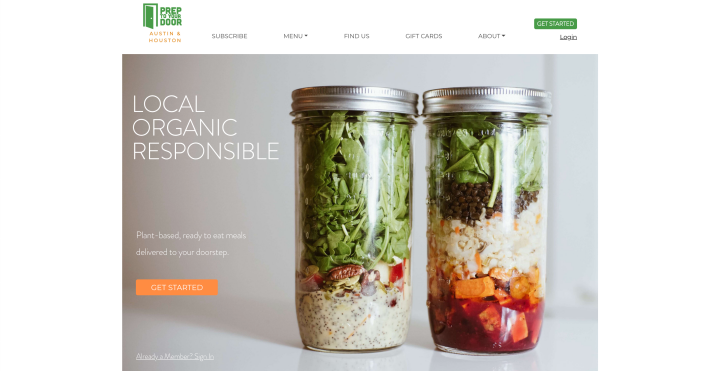 PREP
TO YOUR
DOOR
AUSTIN &
HOUSTON
SUBSCRIBE
MENU
FIND US
GIFT CARDS
ABOUT
GET STARTED
Login
LOCAL
ORGANIC
RESPONSIBLE
Plant-based, ready to eat meals
delivered to your doorstep.
GET STARTED
Already a Member? Sign In